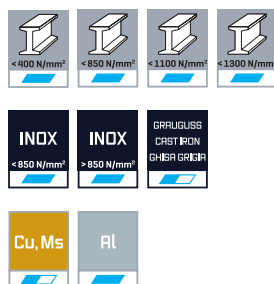 <400 N/mm² <850 N/mm² <1100 N/mm² <1300 N/mm²
INOX INOX GRAUGUSS
CAST IRON
GHISA GRIGIA
<850 N/mm² >850 N/mm²
Cu, Ms Al